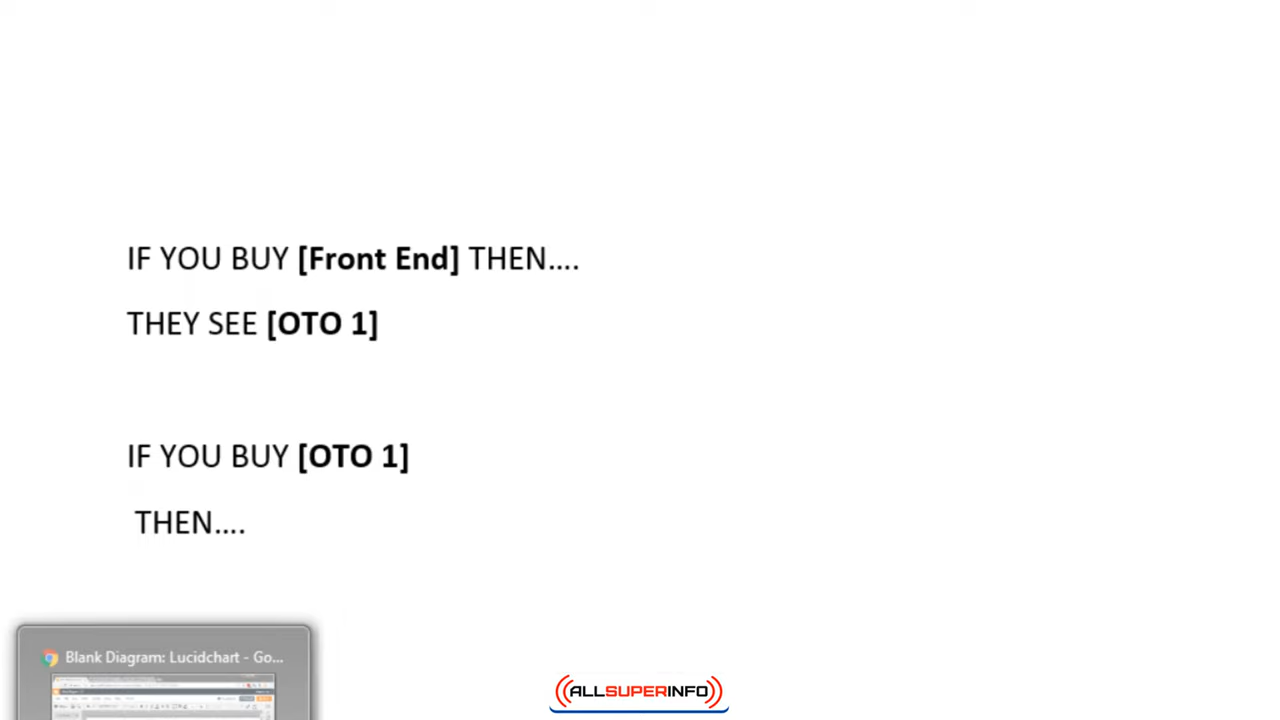 IF YOU BUY [Front End] THEN....
THEY SEE [OTO 1]
IF YOU BUY [OTO 1]
THEN....
Blank Diagram: Lucidchart - Go...
ALLSUPERINFO